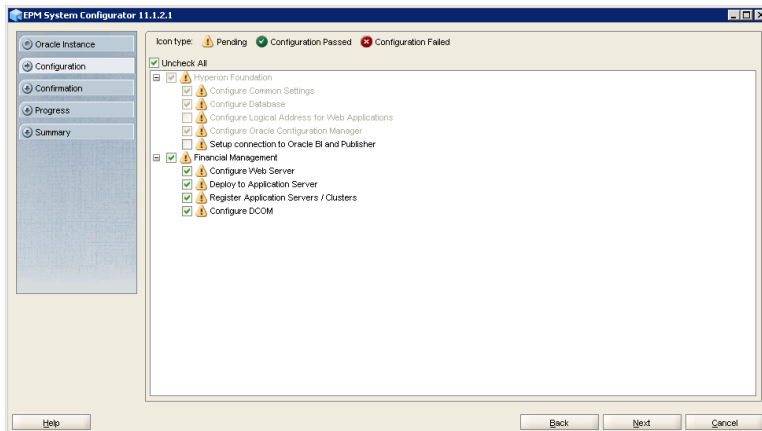 EPM System Configurator 11.1.2.1
Oracle Instance
Configuration
Confirmation
Progress
Summary
Icon type: Pending Configuration Passed Configuration Failed
Uncheck All
Hyperion Foundation
Configure Common Settings
Configure Database
Configure Logical Address for Web Applications
Configure Oracle Configuration Manager
Setup connection to Oracle BI and Publisher
Financial Management
Configure Web Server
Deploy to Application Server
Register Application Servers / Clusters
Configure DCOM
Help Back Next Cancel